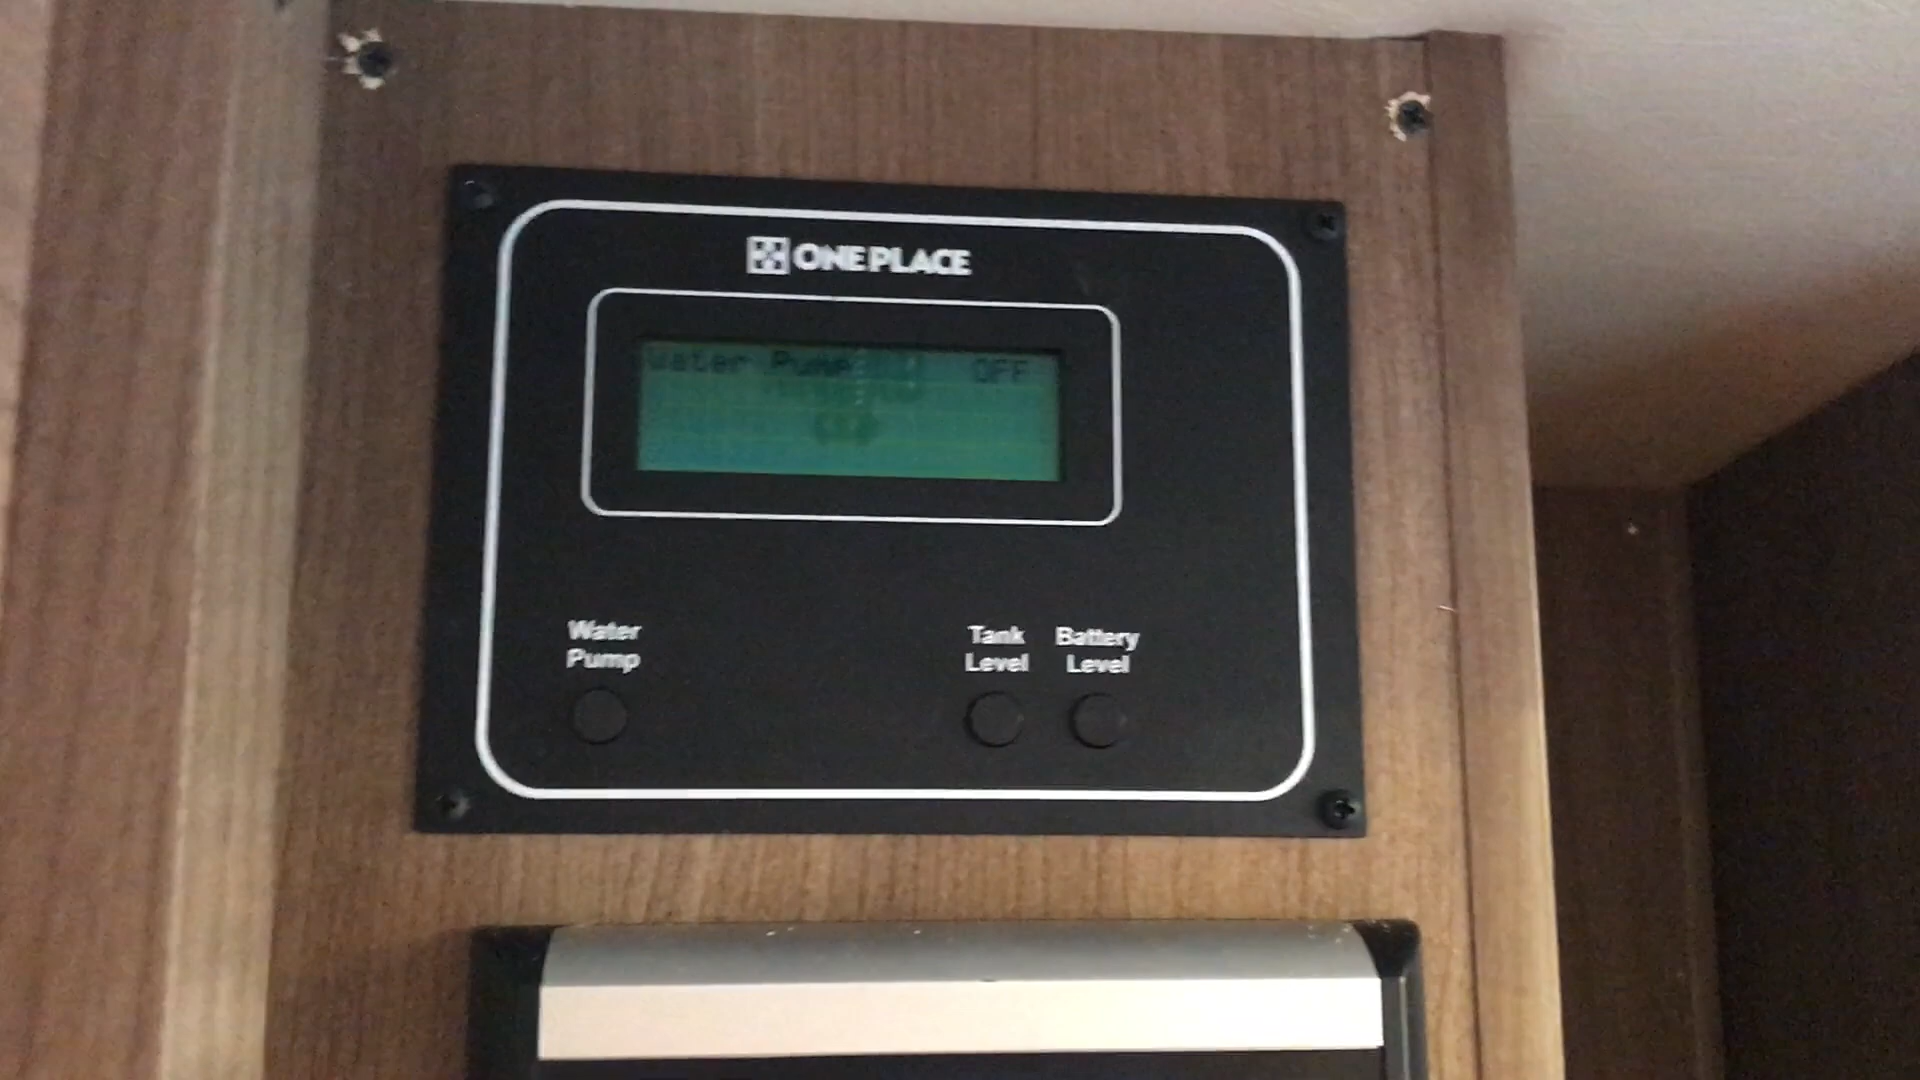 ONE PLACE
Water Pump OFF
Water
Pump
Tank
Level
Battery
Level